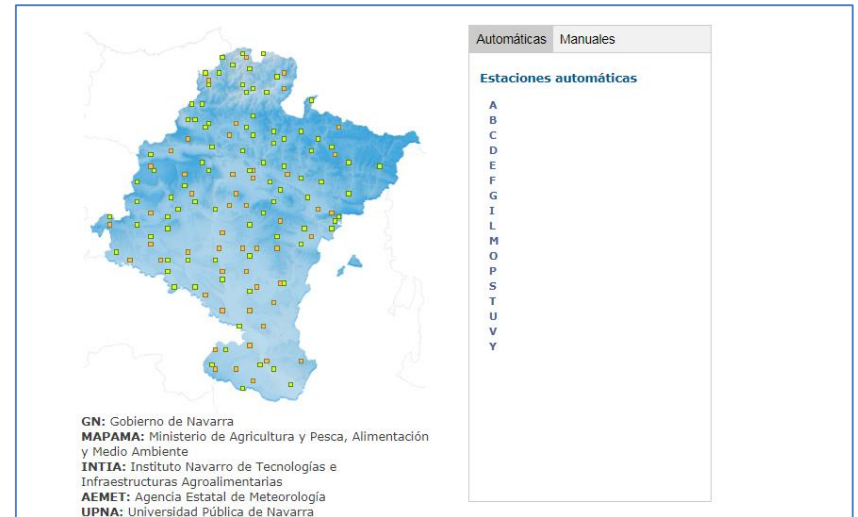 Automáticas Manuales
Estaciones automáticas
A
B
C
D
E
F
G
I
L
M
O
P
S
T
U
V
Y
GN: Gobierno de Navarra
MAPAMA: Ministerio de Agricultura y Pesca, Alimentación
y Medio Ambiente
INTIA: Instituto Navarro de Tecnologías e
Infraestructuras Agroalimentarias
AEMET: Agencia Estatal de Meteorología
UPNA: Universidad Pública de Navarra